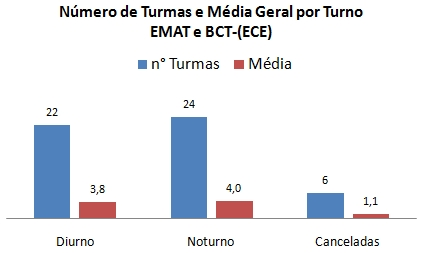 Número de Turmas e Média Geral por Turno
EMAT e BCT-(ECE)
n° Turmas Média
22 3,8 24 4,0 6 1,1
Diurno Noturno Canceladas